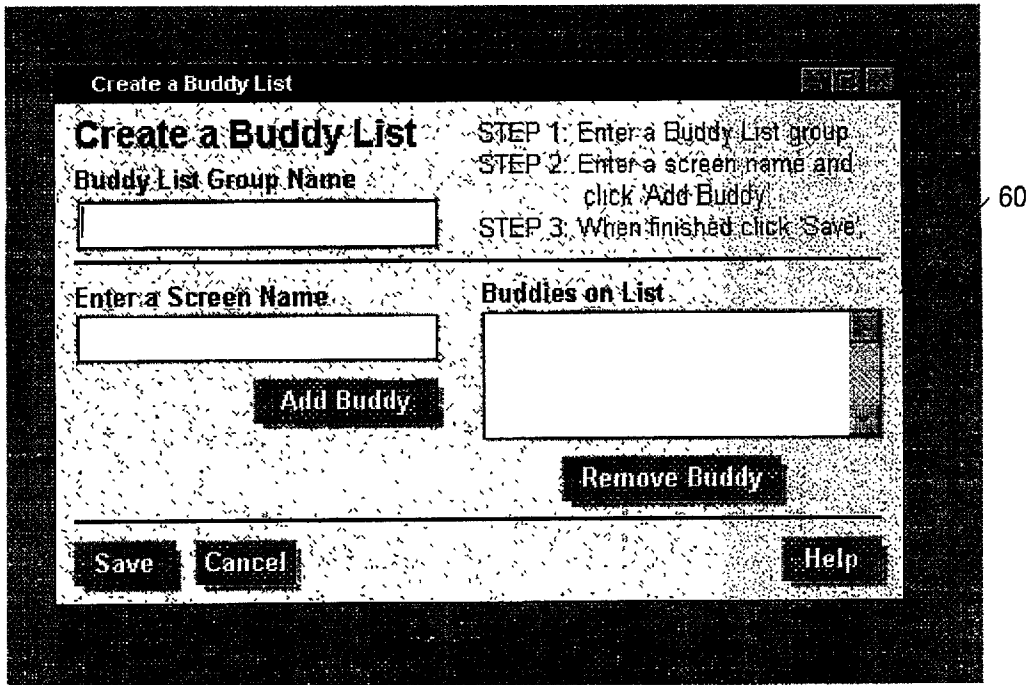 Create a Buddy List
Create a Buddy List
Buddy List Group Name
STEP 1: Enter a Buddy List group
STEP 2: Enter a screen name and
click 'Add Buddy'
STEP 3: When finished click 'Save'.
60
Enter a Screen Name
Add Buddy
Buddies on List
Remove Buddy
Save
Cancel
Help